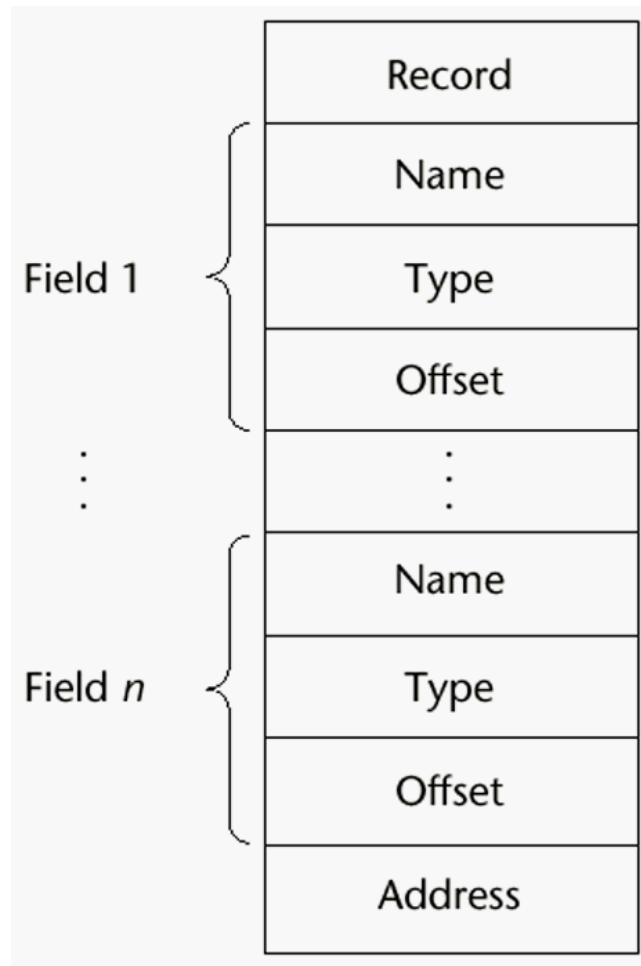 Record
Name
Field 1
Type
Offset
⋮ ⋮
Name
Field n
Type
Offset
Address